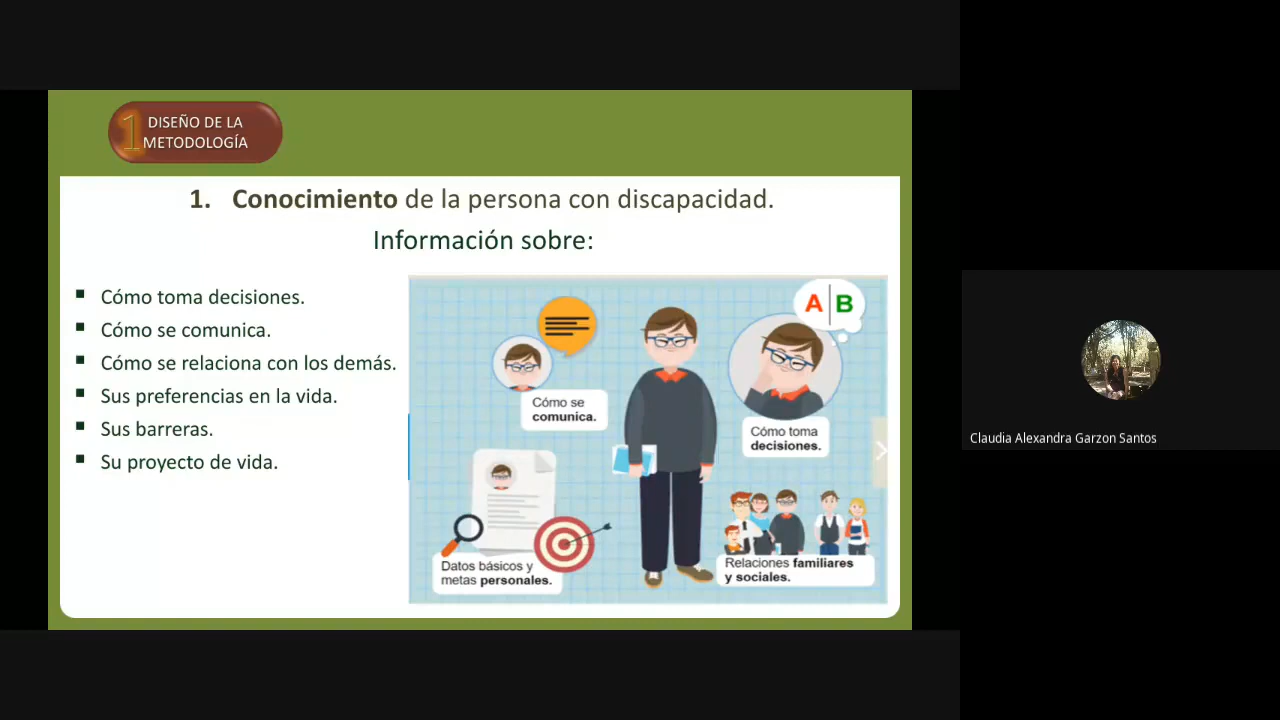 1 DISEÑO DE LA
METODOLOGÍA
1. Conocimiento de la persona con discapacidad.
Información sobre:
Cómo toma decisiones.
Cómo se comunica.
Cómo se relaciona con los demás.
Sus preferencias en la vida.
Sus barreras.
Su proyecto de vida.
A B
Cómo se
comunica.
Cómo toma
decisiones.
Datos básicos y
metas personales.
Relaciones familiares
y sociales.
Claudia Alexandra Garzon Santos